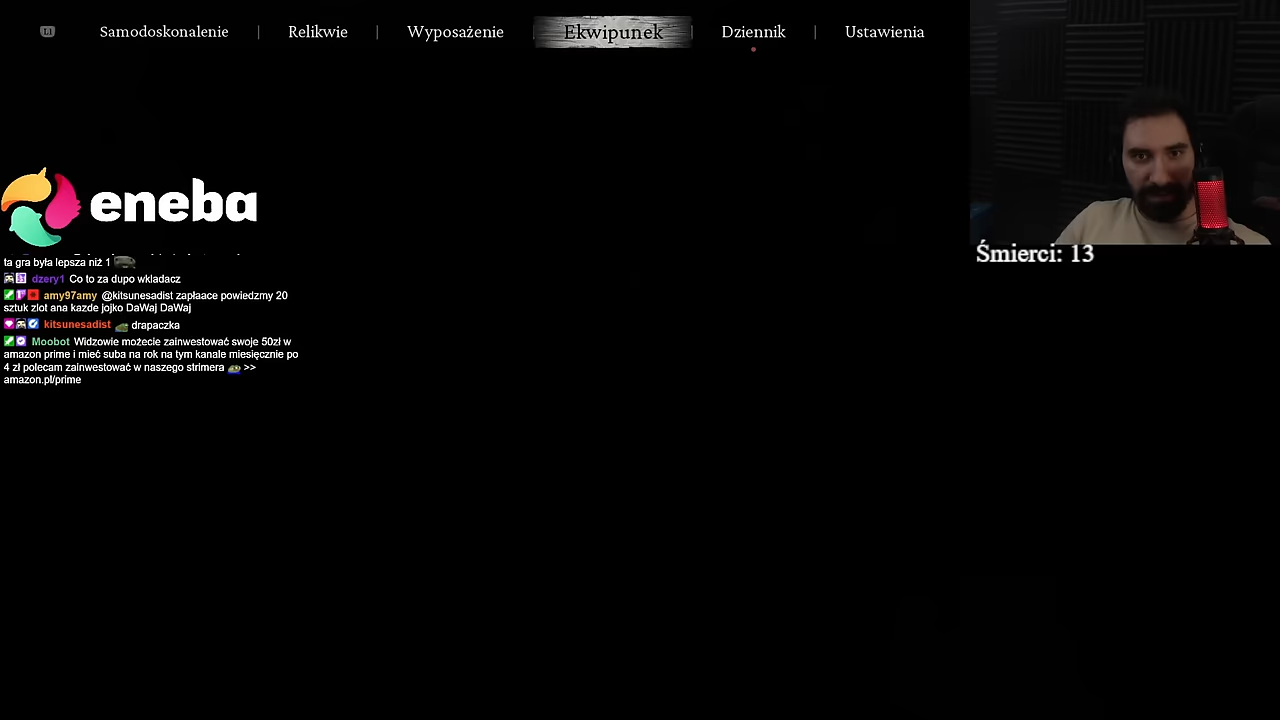 Samodoskonalenie | Relikwie | Wyposażenie | Ekwipunek | Dziennik | Ustawienia
eneba
ta gra była lepsza niż 1
dzery1 Co to za dupo wkladacz
amy97amy @kitsunesadist zapłaace powiedzmy 20
sztuk zlot ana kazde jojko DaWaj DaWaj
kitsunesadist drapaczka
Moobot Widzowie możecie zainwestować swoje 50zł w
amazon prime i mieć suba na rok na tym kanale miesięcznie po
4 zł polecam zainwestować w naszego strimera >>
amazon.pl/prime
Śmierci: 13